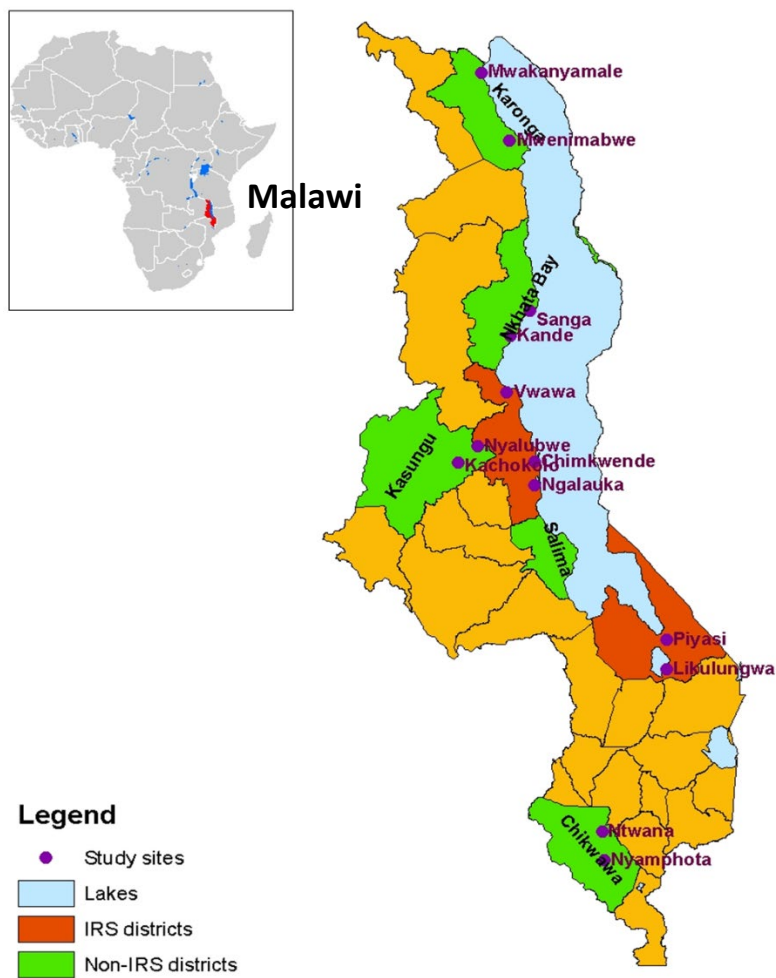 Malawi
Mwakanyamale
Karonga
Mwenimabwe
Nkhata Bay
Sanga
Kande
Vwawa
Nyalubwe
Kasungu
Kachokolo
Chimkwende
Ngalauka
Salima
Piyasi
Likulungwa
Legend
Study sites
Lakes
IRS districts
Non-IRS districts
Chikwawa
Ntwana
Nyamphota